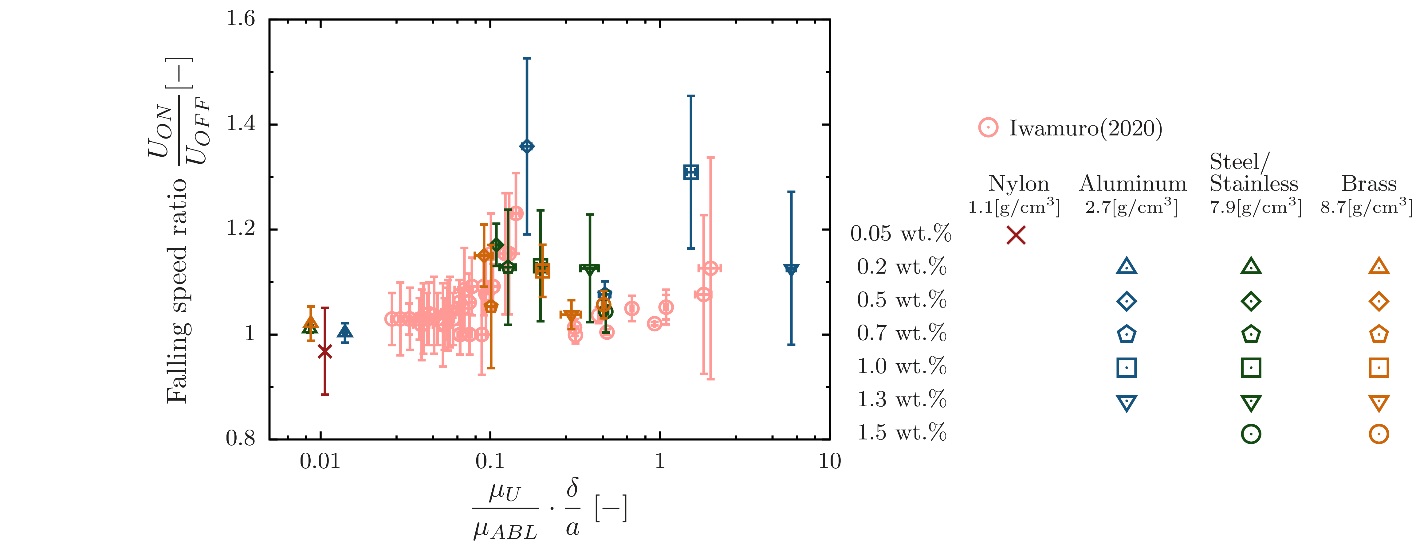 1.6
1.4
1.2
1
0.8
0.01
0.1
1
10
Falling speed ratio U_ON/U_OFF [−]
μ_U/μ_ABL · δ/a [−]
Iwamuro(2020)
Steel/
Nylon Aluminum Stainless Brass
1.1[g/cm³] 2.7[g/cm³] 7.9[g/cm³] 8.7[g/cm³]
0.05 wt.%
0.2 wt.%
0.5 wt.%
0.7 wt.%
1.0 wt.%
1.3 wt.%
1.5 wt.%